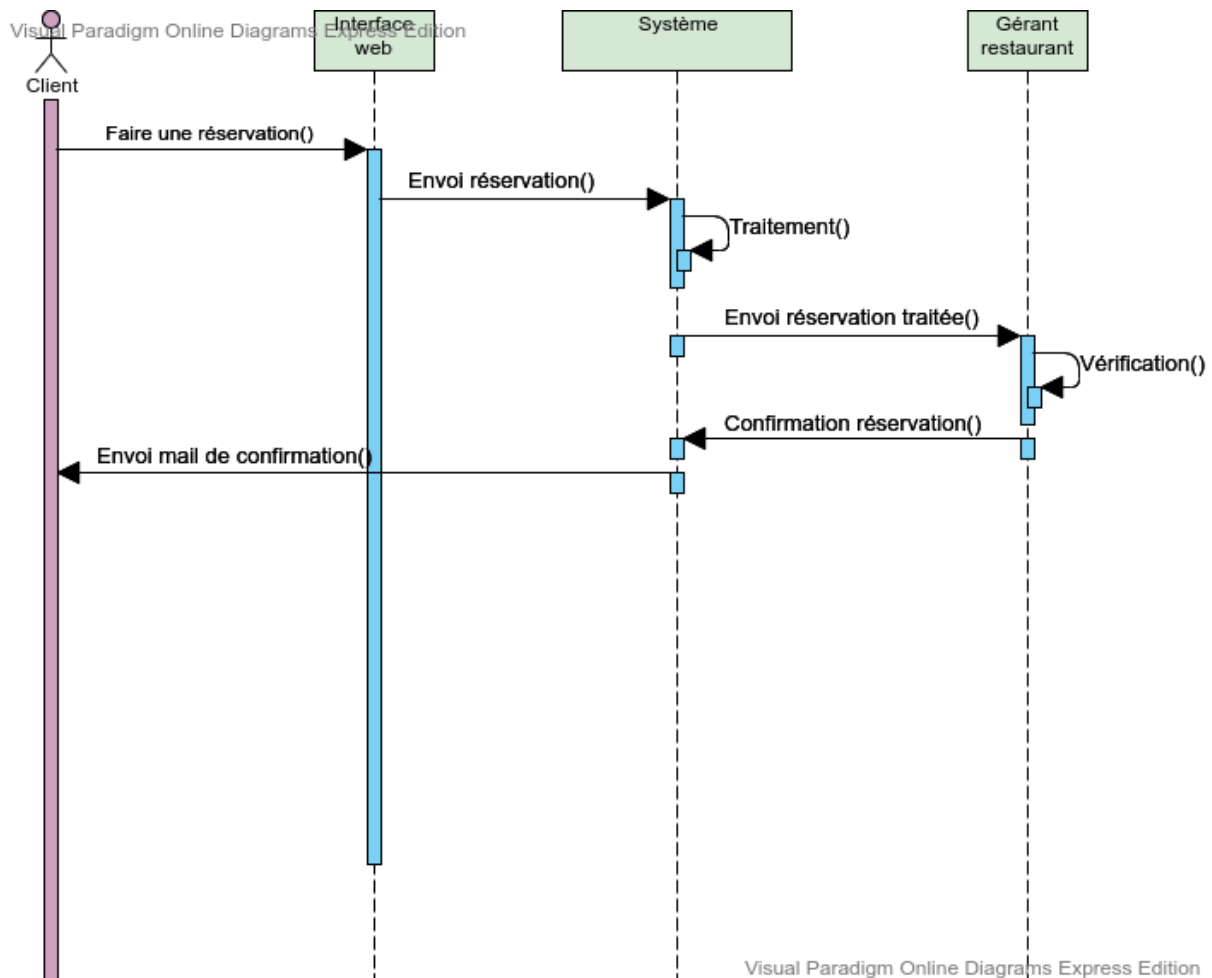 Visual Paradigm Online Diagrams Express Edition
Interface
web
Système
Gérant
restaurant
Client
Faire une réservation()
Envoi réservation()
Traitement()
Envoi réservation traitée()
Vérification()
Confirmation réservation()
Envoi mail de confirmation()
Visual Paradigm Online Diagrams Express Edition